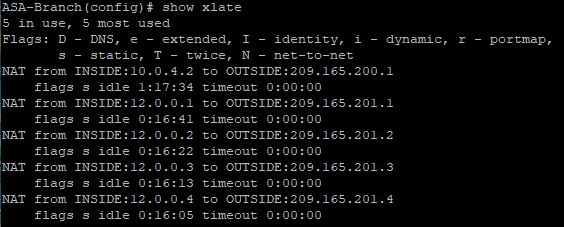 ASA-Branch(config)# show xlate
5 in use, 5 most used
Flags: D - DNS, e - extended, I - identity, i - dynamic, r - portmap,
s - static, T - twice, N - net-to-net
NAT from INSIDE:10.0.4.2 to OUTSIDE:209.165.200.1
flags s idle 1:17:34 timeout 0:00:00
NAT from INSIDE:12.0.0.1 to OUTSIDE:209.165.201.1
flags s idle 0:16:41 timeout 0:00:00
NAT from INSIDE:12.0.0.2 to OUTSIDE:209.165.201.2
flags s idle 0:16:22 timeout 0:00:00
NAT from INSIDE:12.0.0.3 to OUTSIDE:209.165.201.3
flags s idle 0:16:13 timeout 0:00:00
NAT from INSIDE:12.0.0.4 to OUTSIDE:209.165.201.4
flags s idle 0:16:05 timeout 0:00:00